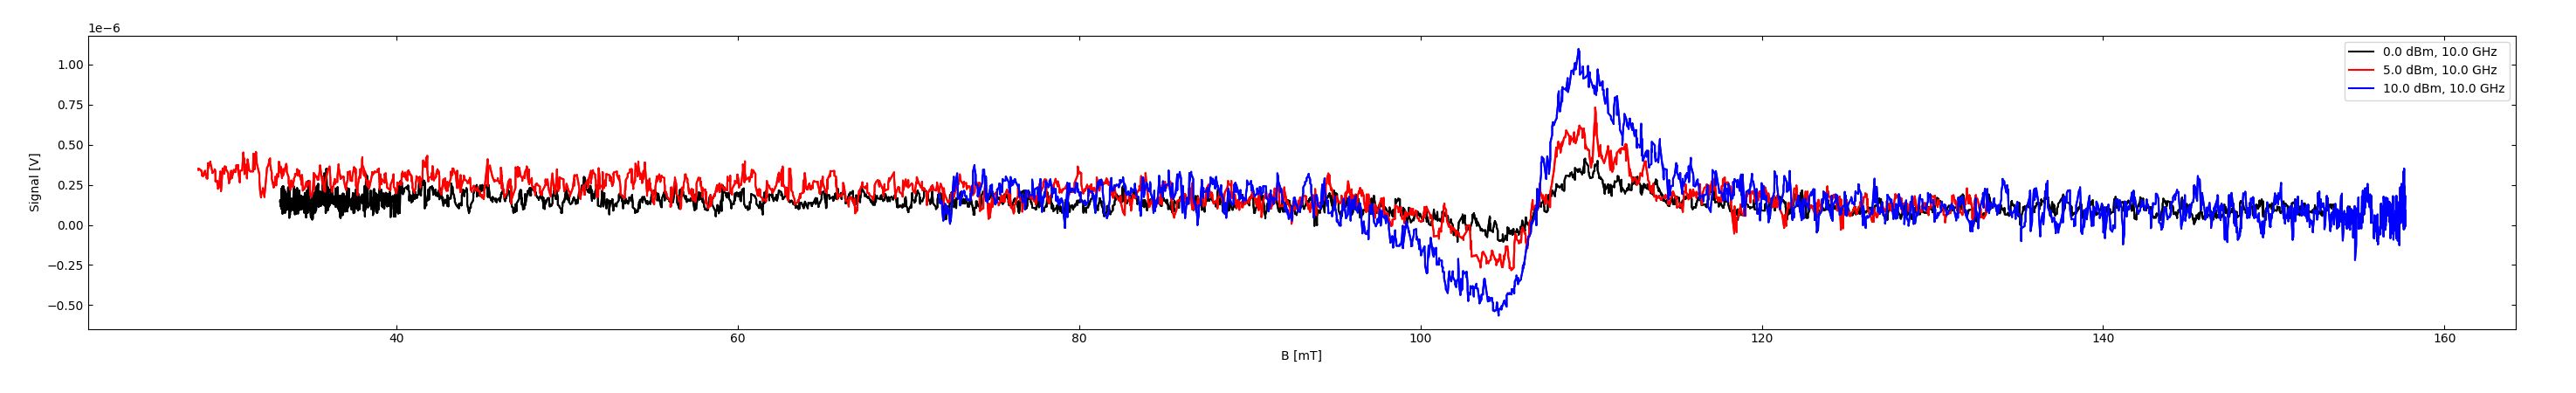 1e−6
1.00
0.75
0.50
0.25
0.00
−0.25
−0.50
Signal [V]
0.0 dBm, 10.0 GHz
5.0 dBm, 10.0 GHz
10.0 dBm, 10.0 GHz
40 60 80 100 120 140 160
B [mT]